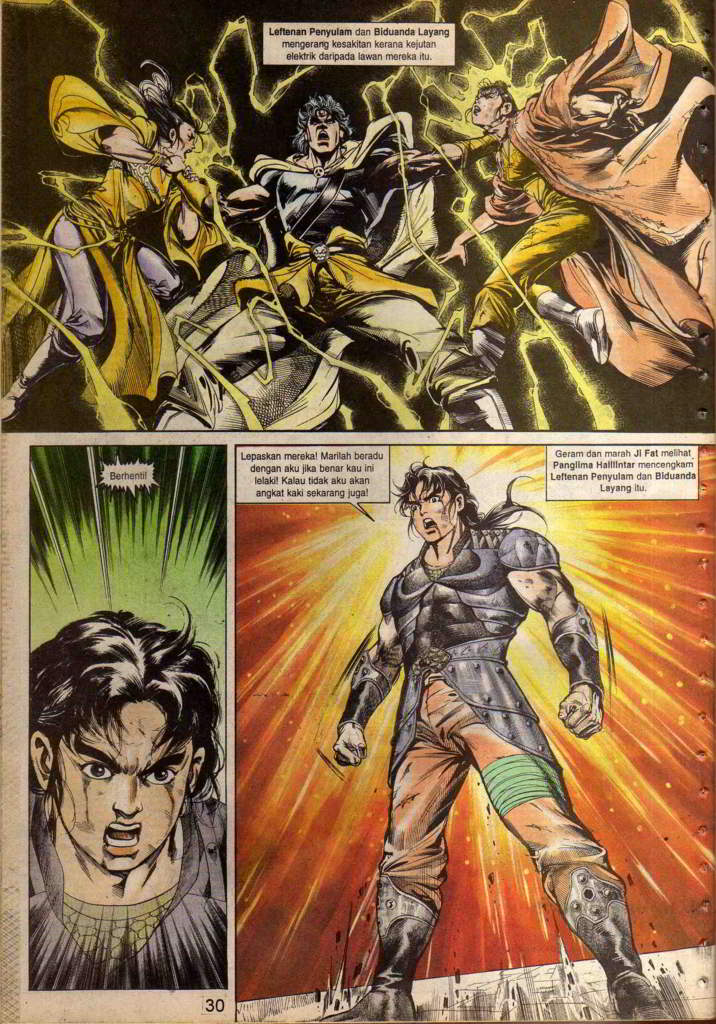 Leftenan Penyulam dan Biduanda Layang
mengerang kesakitan kerana kejutan
elektrik daripada lawan mereka itu.
Berhenti!
Lepaskan mereka! Marilah beradu
dengan aku jika benar kau ini
lelaki! Kalau tidak aku akan
angkat kaki sekarang juga!
Geram dan marah Ji Fat melihat
Panglima Halilintar mencengkam
Leftenan Penyulam dan Biduanda
Layang itu.
30